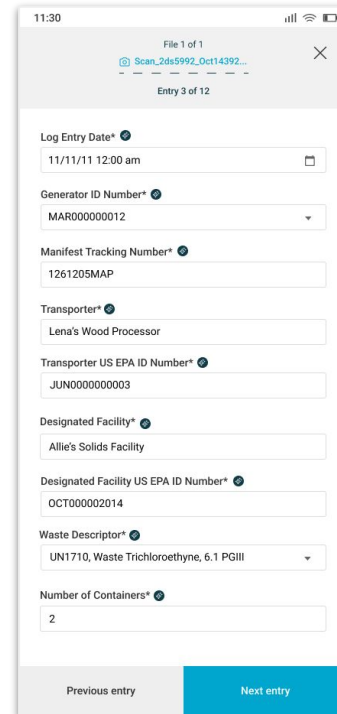 11:30
File 1 of 1
Scan_2ds5992_Oct14392...
Entry 3 of 12
Log Entry Date*
11/11/11 12:00 am
Generator ID Number*
MAR000000012
Manifest Tracking Number*
1261205MAP
Transporter*
Lena's Wood Processor
Transporter US EPA ID Number*
JUN0000000003
Designated Facility*
Allie's Solids Facility
Designated Facility US EPA ID Number*
OCT000002014
Waste Descriptor*
UN1710, Waste Trichloroethyne, 6.1 PGIII
Number of Containers*
2
Previous entry
Next entry